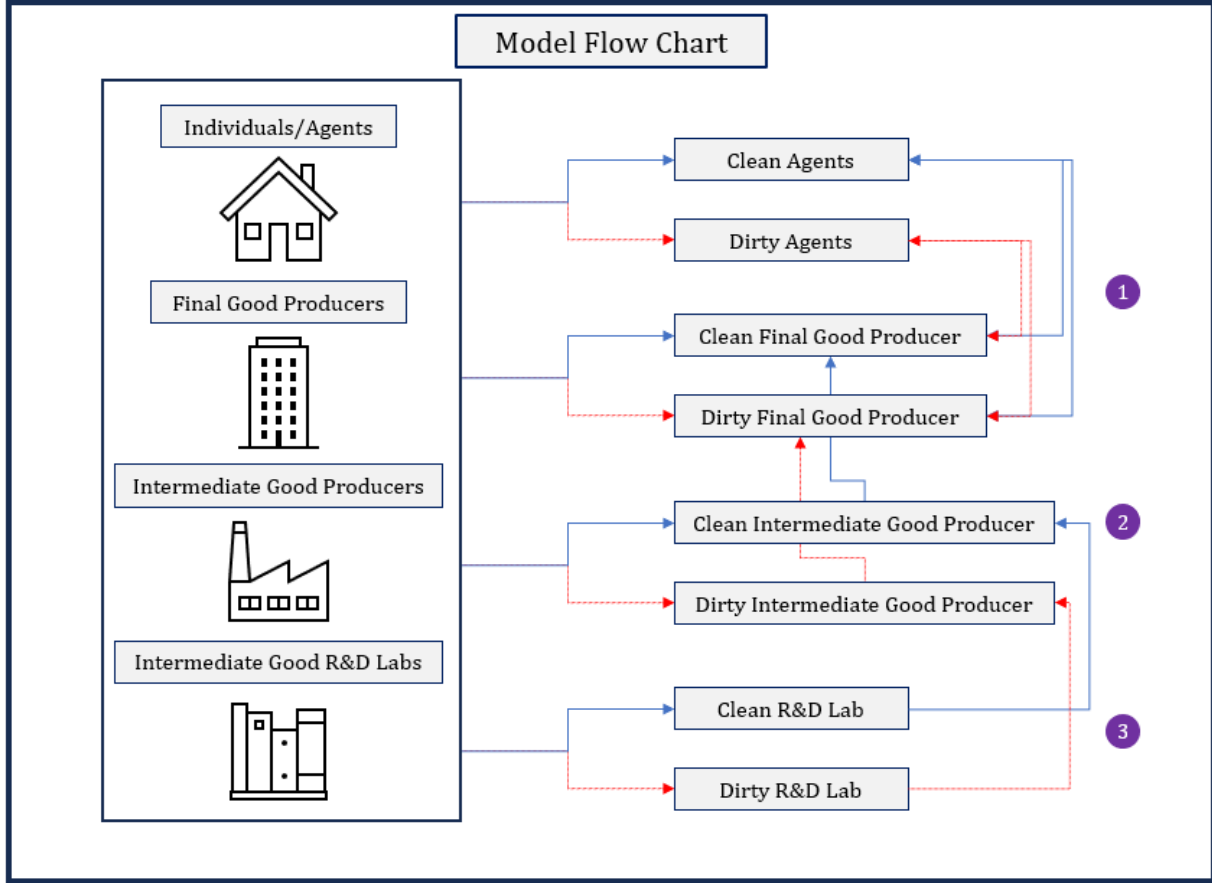 Model Flow Chart
Individuals/Agents
Final Good Producers
Intermediate Good Producers
Intermediate Good R&D Labs
Clean Agents
Dirty Agents
Clean Final Good Producer
Dirty Final Good Producer
Clean Intermediate Good Producer
Dirty Intermediate Good Producer
Clean R&D Lab
Dirty R&D Lab
1
2
3